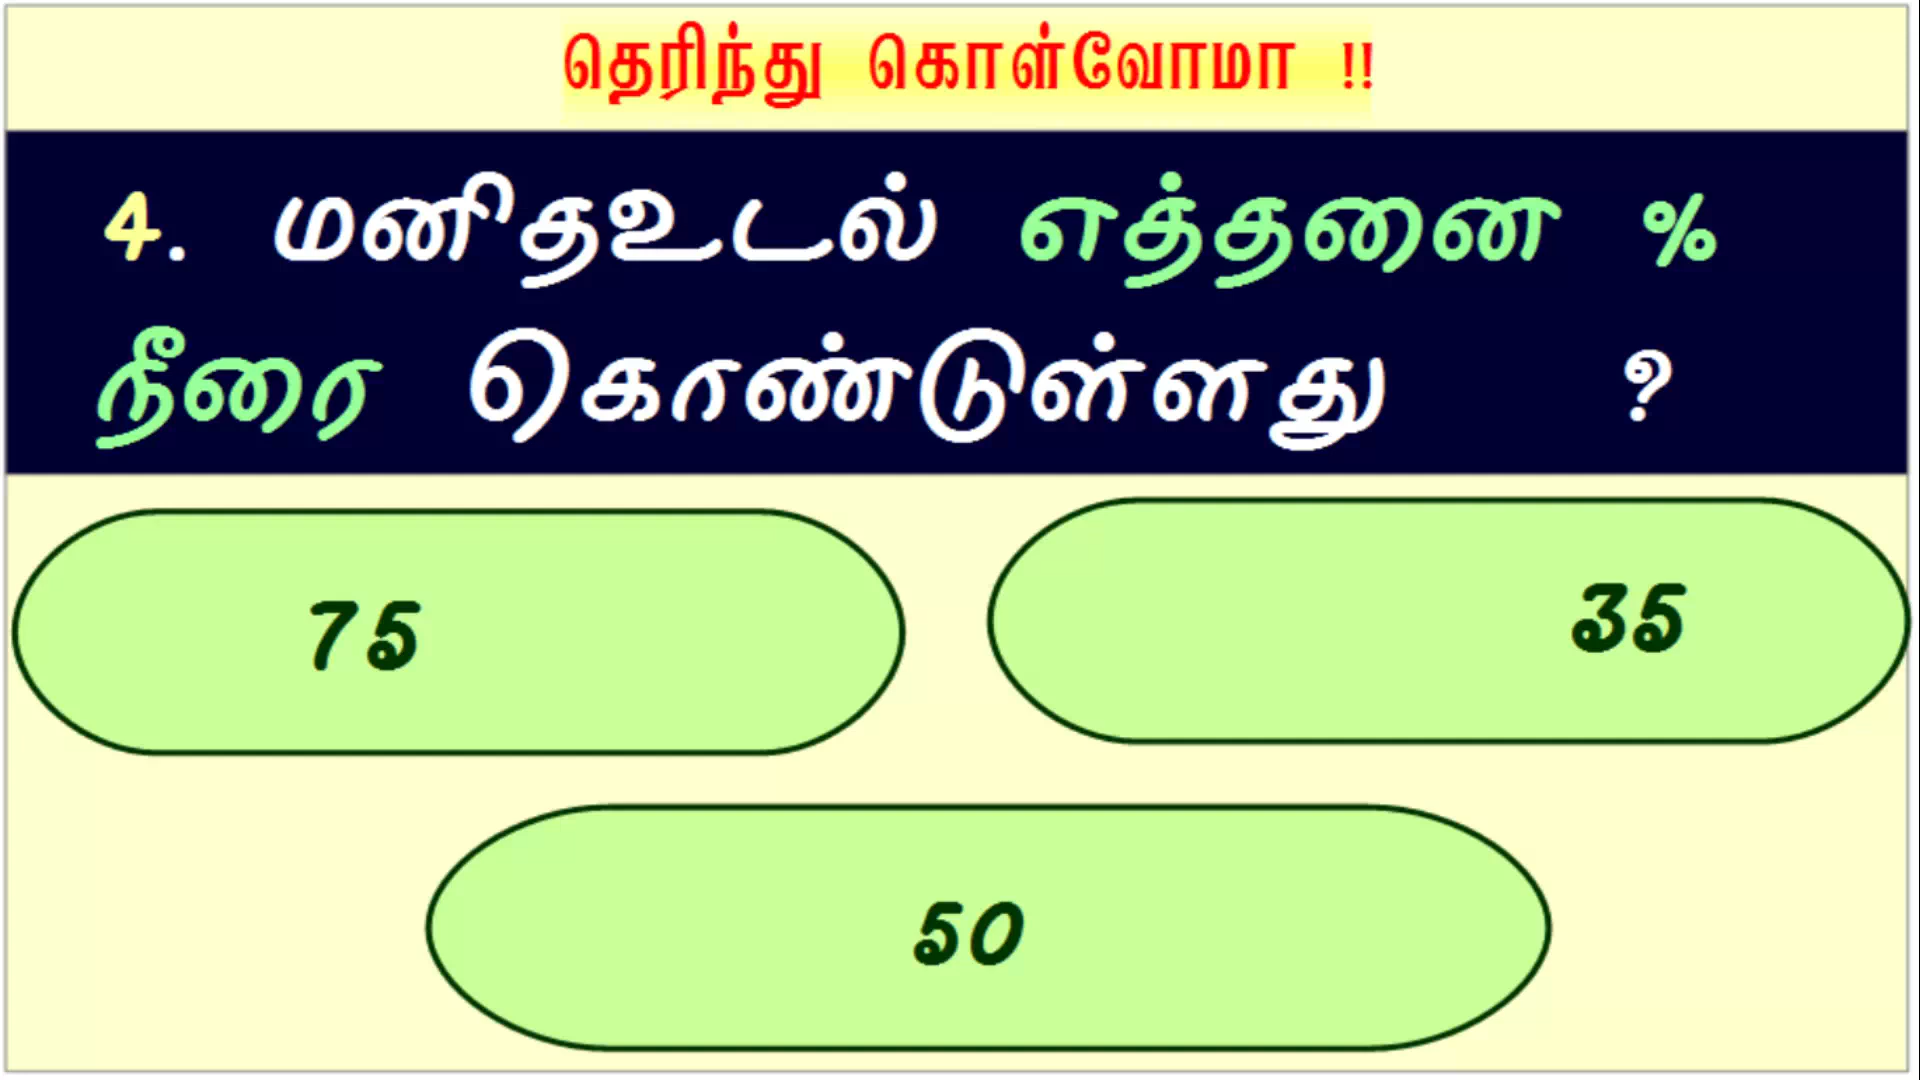 தெரிந்து கொள்வோமா !!
4. மனிதஉடல் எத்தனை %
நீரை கொண்டுள்ளது ?
75
35
50